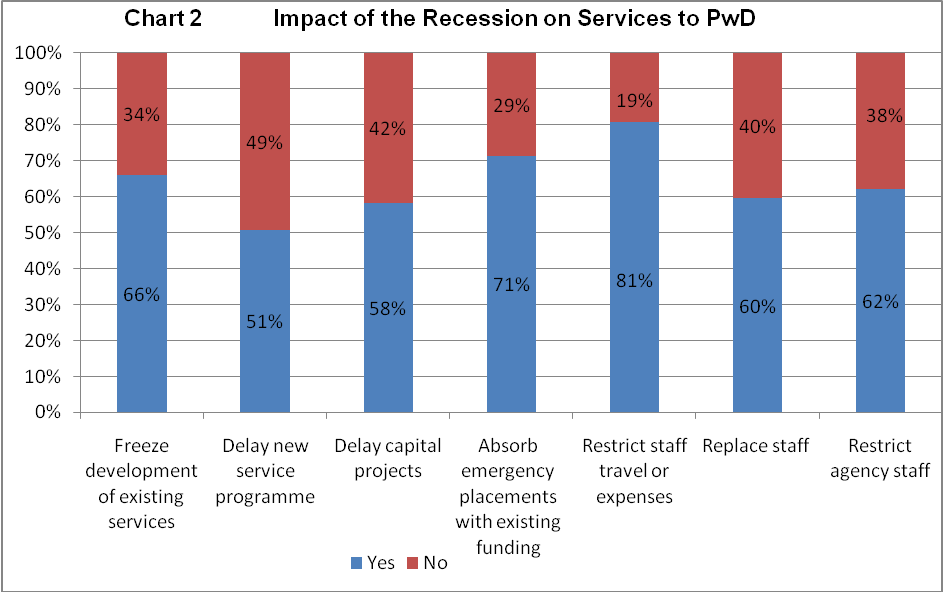 Chart 2 Impact of the Recession on Services to PwD
100%
90%
80%
70%
60%
50%
40%
30%
20%
10%
0%
34%
49%
42%
29%
19%
40%
38%
66%
51%
58%
71%
81%
60%
62%
Freeze
development
of existing
services
Delay new
service
programme
Delay capital
projects
Absorb
emergency
placements
with existing
funding
Restrict staff
travel or
expenses
Replace staff
Restrict
agency staff
Yes No